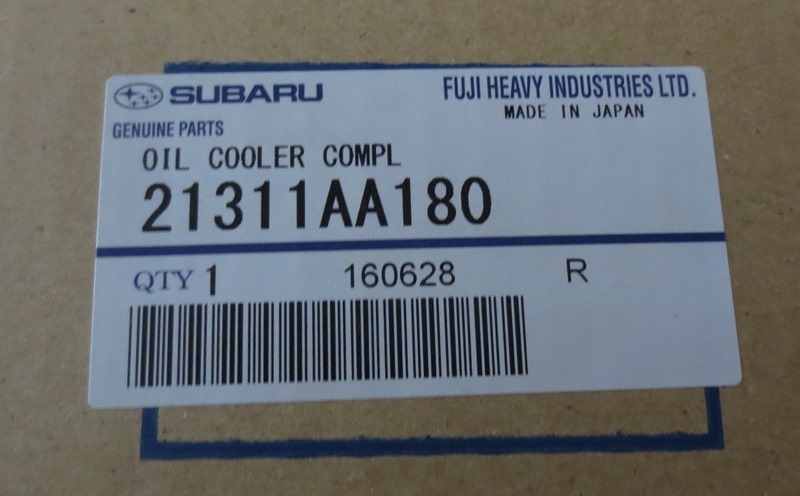 SUBARU
FUJI HEAVY INDUSTRIES LTD.
MADE IN JAPAN
GENUINE PARTS
OIL COOLER COMPL
21311AA180
QTY 1 160628 R